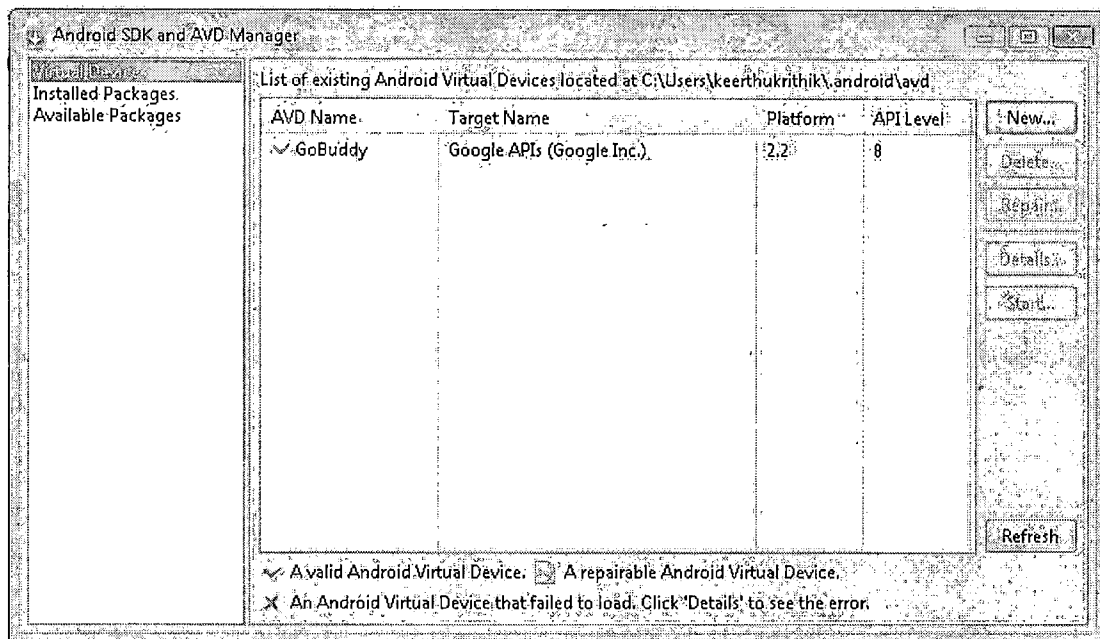 Android SDK and AVD Manager
Virtual Devices
Installed Packages
Available Packages
List of existing Android Virtual Devices located at C:\Users\keerthukrithik\.android\avd
AVD Name Target Name Platform API Level
GoBuddy Google APIs (Google Inc.) 2.2 8
New...
Delete...
Repair...
Details...
Start...
Refresh
A valid Android Virtual Device. A repairable Android Virtual Device.
An Android Virtual Device that failed to load. Click 'Details' to see the error.